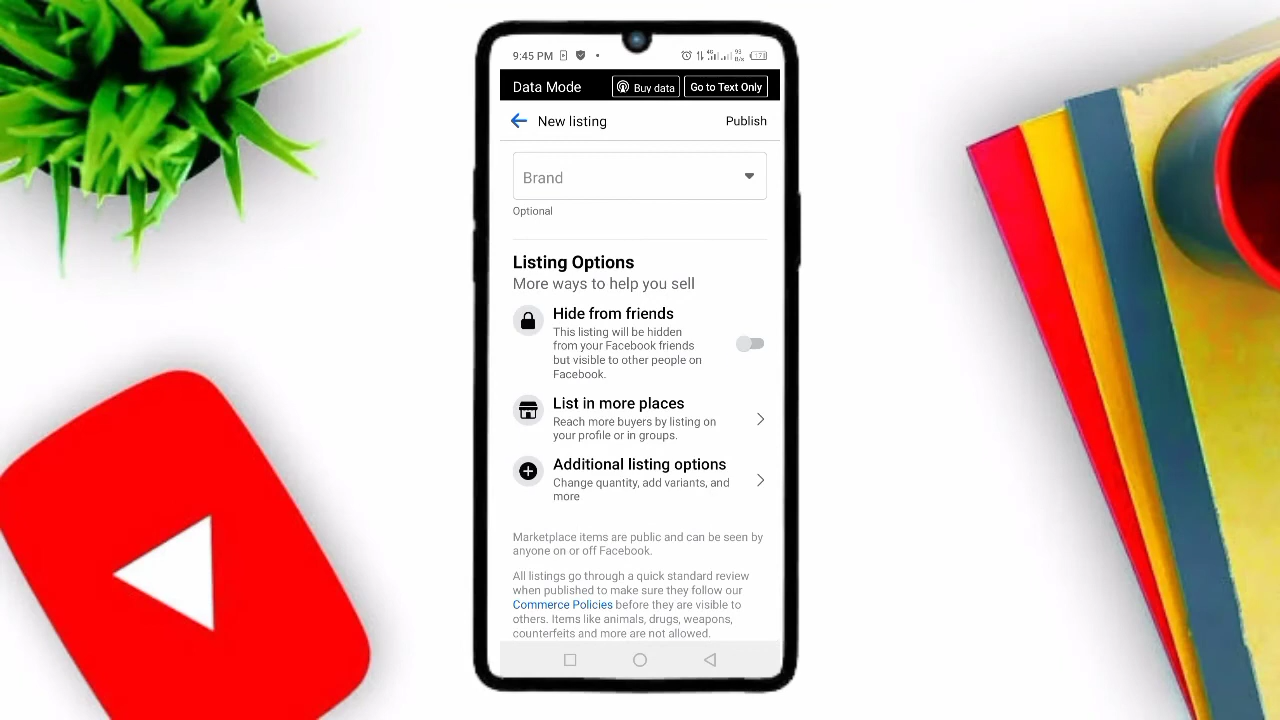 9:45 PM
Data Mode
Buy data
Go to Text Only
New listing
Publish
Brand
Optional
Listing Options
More ways to help you sell
Hide from friends
This listing will be hidden
from your Facebook friends
but visible to other people on
Facebook.
List in more places
Reach more buyers by listing on
your profile or in groups.
Additional listing options
Change quantity, add variants, and
more
Marketplace items are public and can be seen by
anyone on or off Facebook.
All listings go through a quick standard review
when published to make sure they follow our
Commerce Policies before they are visible to
others. Items like animals, drugs, weapons,
counterfeits and more are not allowed.